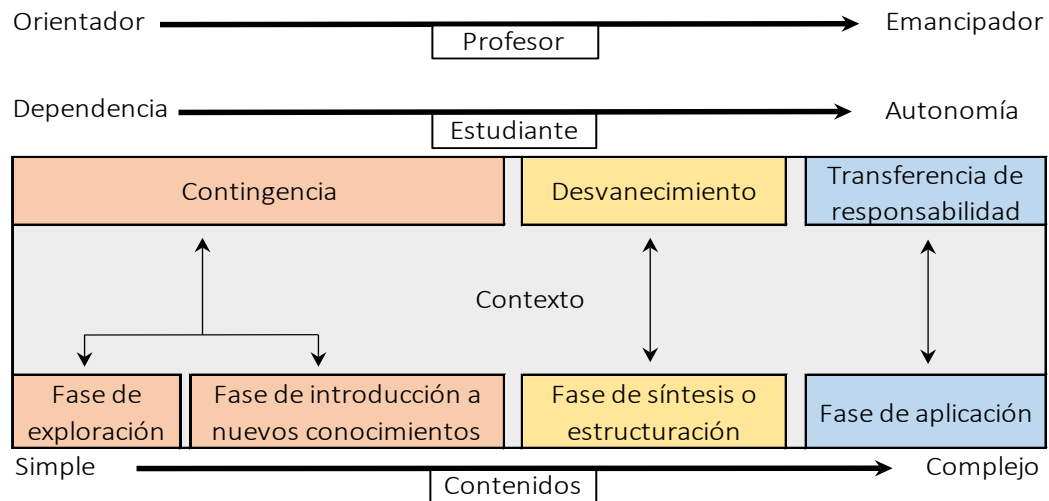 Orientador
Emancipador
Profesor
Dependencia
Autonomía
Estudiante
Contingencia
Desvanecimiento
Transferencia de
responsabilidad
Contexto
Fase de
exploración
Fase de introducción a
nuevos conocimientos
Fase de síntesis o
estructuración
Fase de aplicación
Simple
Complejo
Contenidos